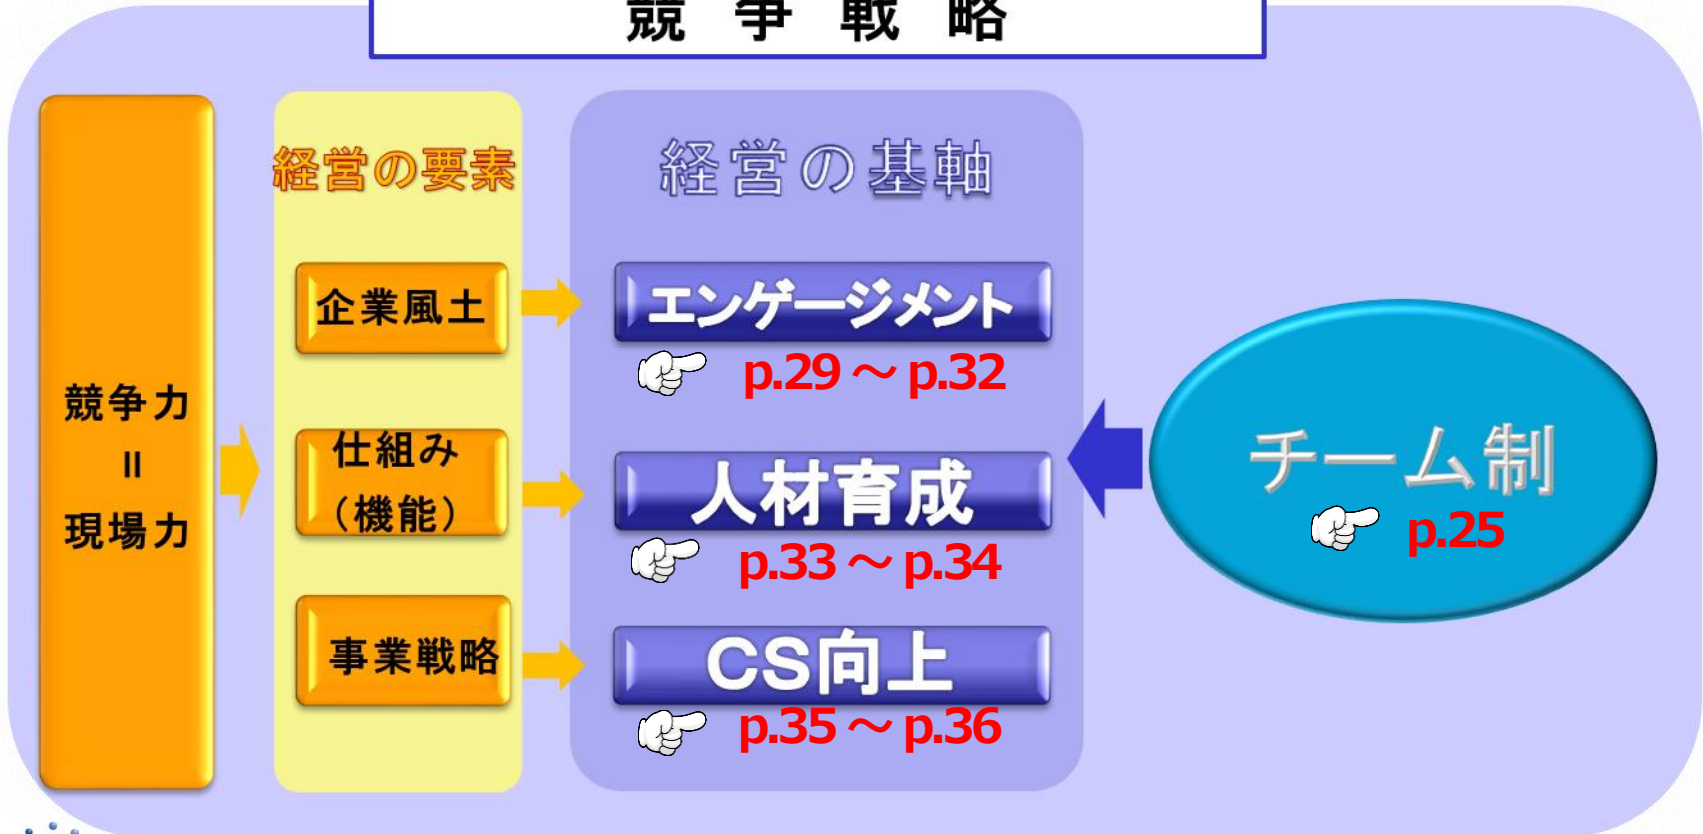 競争戦略
競争力
=
現場力
経営の要素
企業風土
仕組み
（機能）
事業戦略
経営の基軸
エンゲージメント
p.29～p.32
人材育成
p.33～p.34
CS向上
p.35～p.36
チーム制
p.25